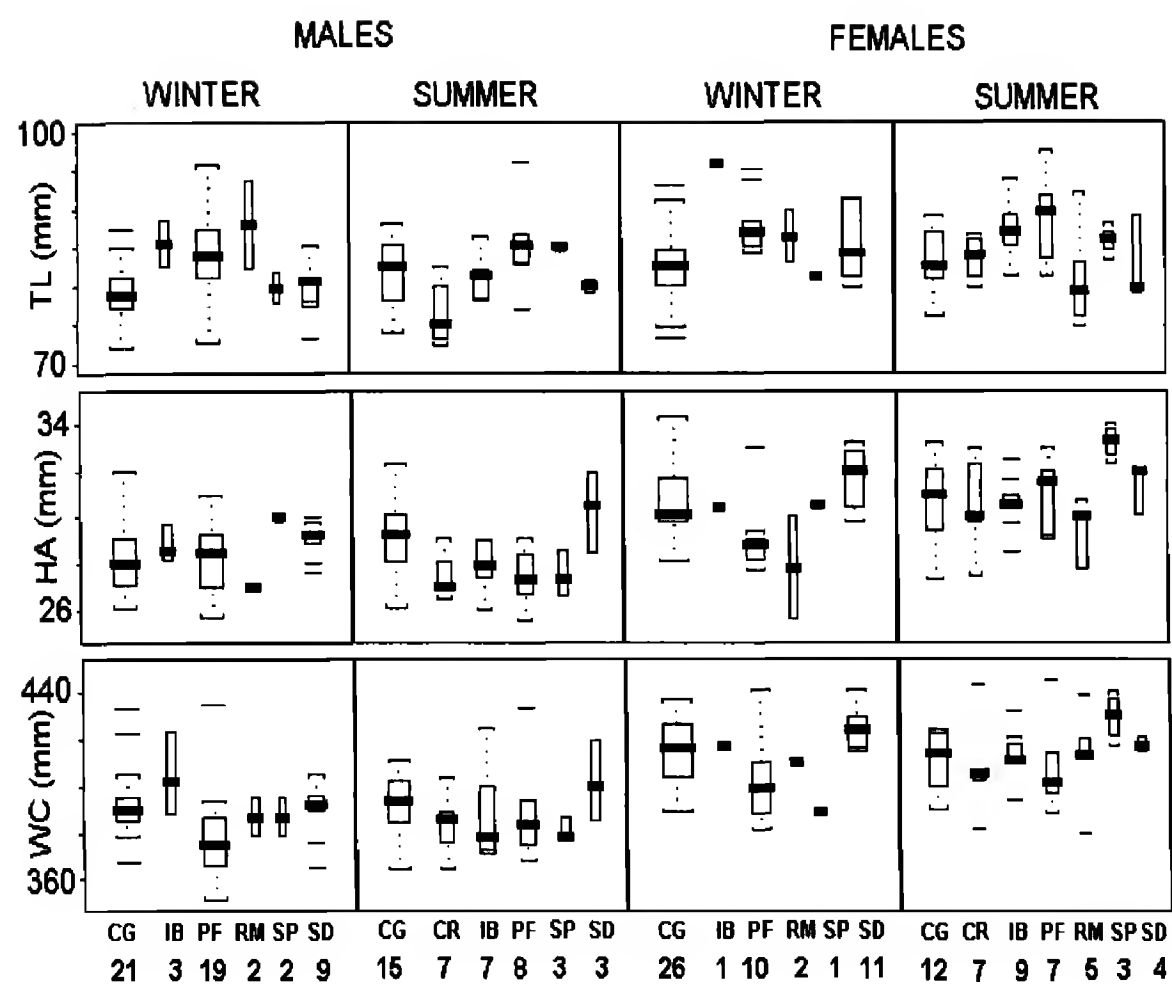 MALES FEMALES
WINTER SUMMER WINTER SUMMER
100
TL (mm)
70
34
HA (mm)
26
440
WC (mm)
360
CG IB PF RM SP SD CG CR IB PF SP SD CG IB PF RM SP SD CG CR IB PF RM SP SD
21 3 19 2 2 9 15 7 7 8 3 3 26 1 10 2 1 11 12 7 9 7 5 3 4